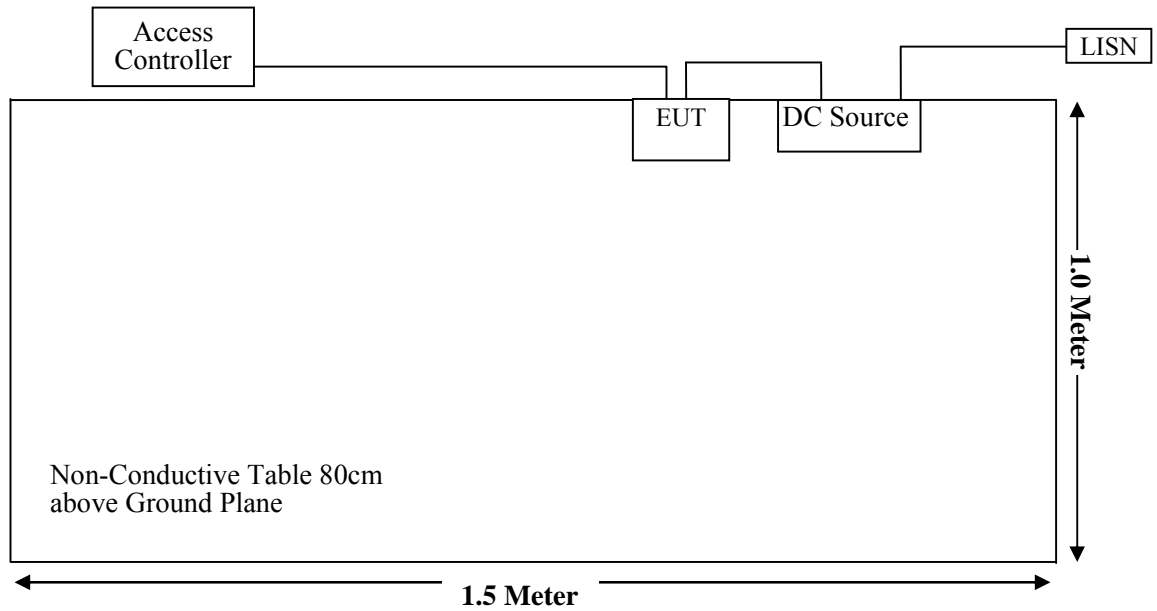 Access
Controller
LISN
EUT
DC Source
1.0 Meter
Non-Conductive Table 80cm
above Ground Plane
1.5 Meter